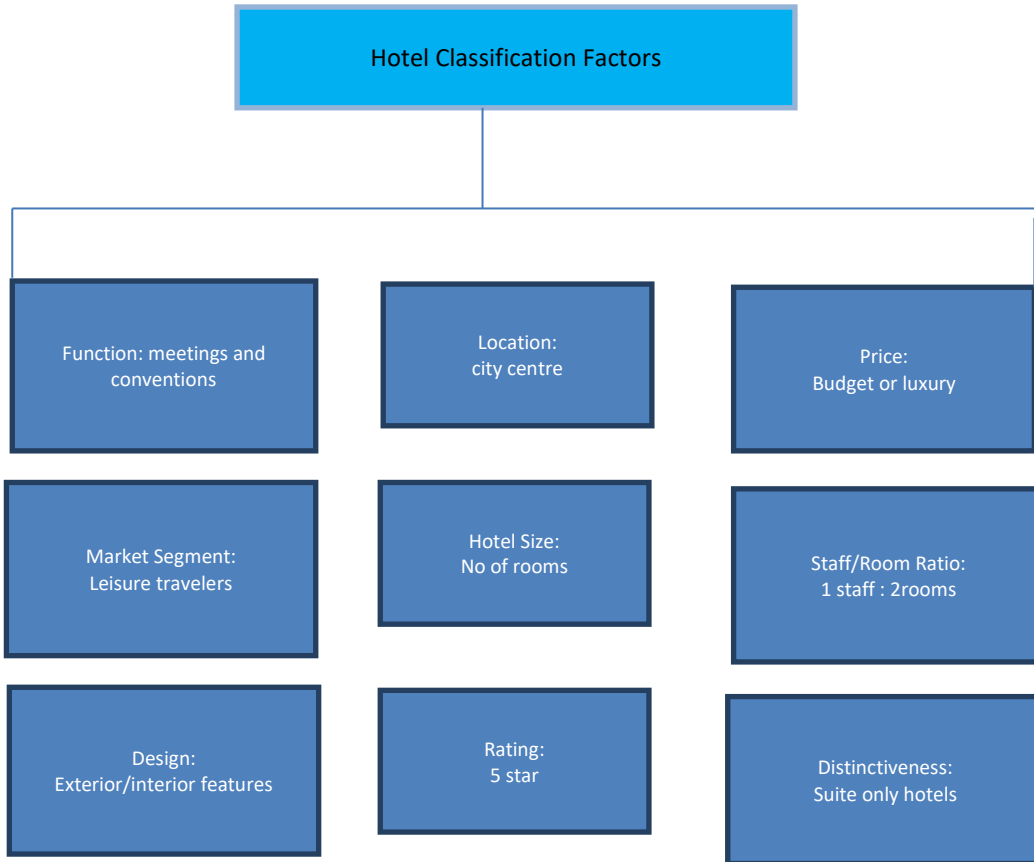 Hotel Classification Factors
Function: meetings and
conventions
Location:
city centre
Price:
Budget or luxury
Market Segment:
Leisure travelers
Hotel Size:
No of rooms
Staff/Room Ratio:
1 staff : 2rooms
Design:
Exterior/interior features
Rating:
5 star
Distinctiveness:
Suite only hotels